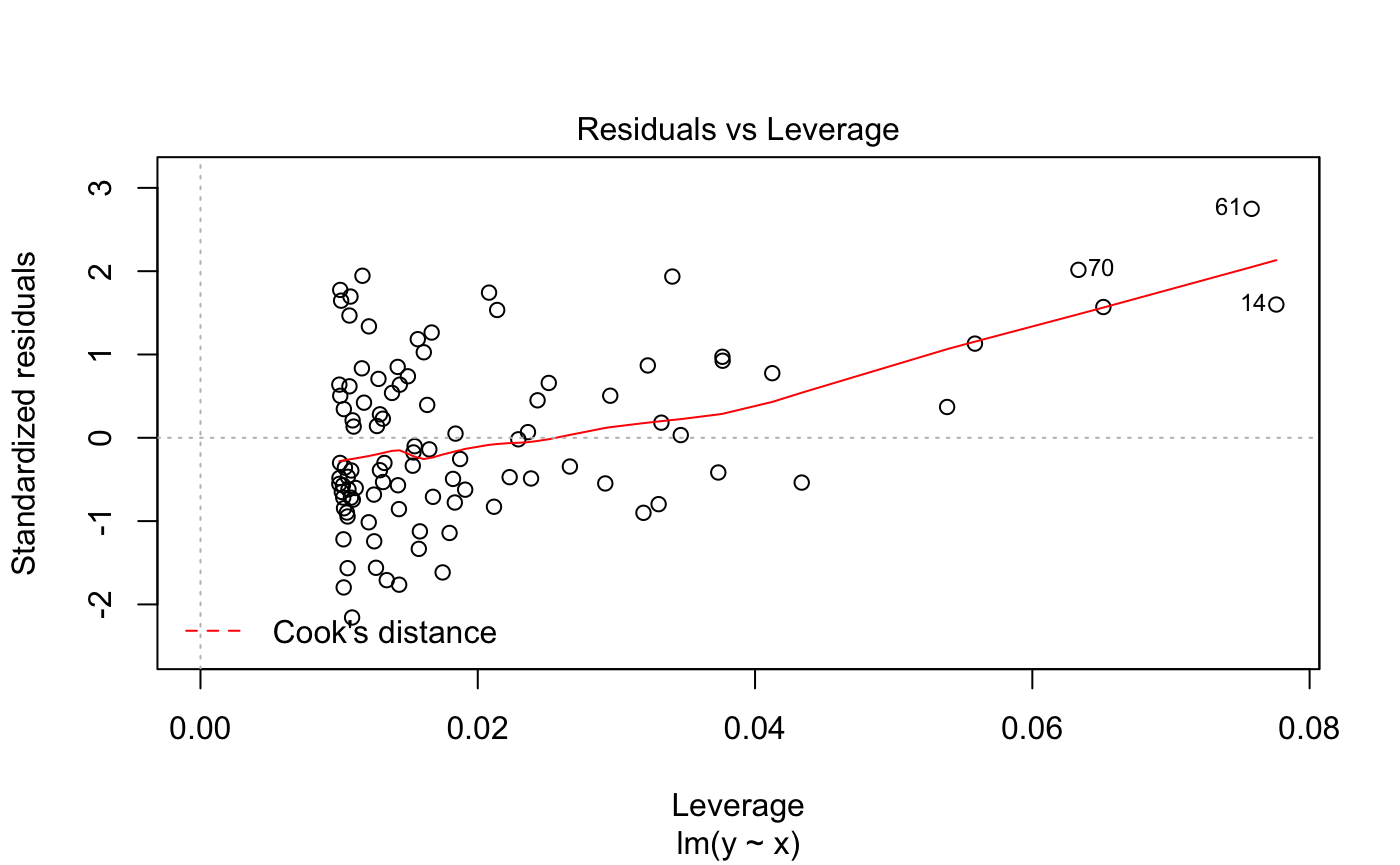 Residuals vs Leverage
Standardized residuals
3
2
1
0
-1
-2
61
70
14
Cook's distance
0.00 0.02 0.04 0.06 0.08
Leverage
lm(y ~ x)